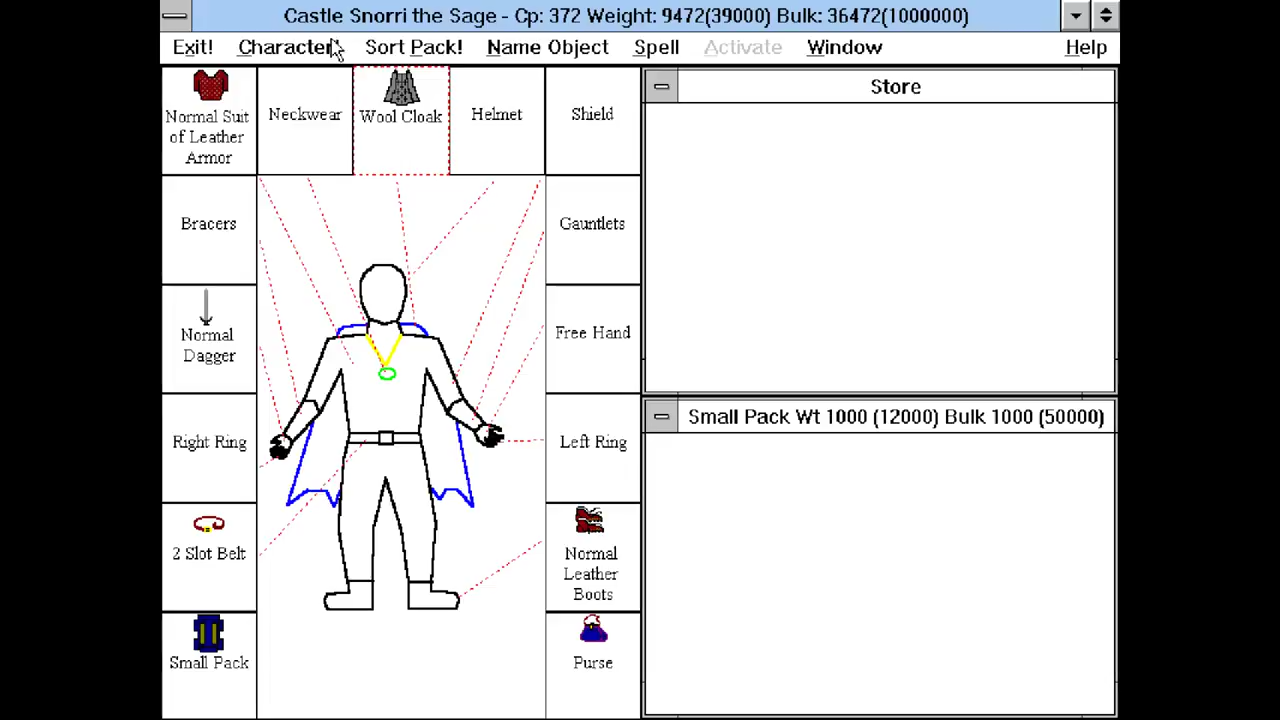 Castle Snorri the Sage - Cp: 372 Weight: 9472(39000) Bulk: 36472(1000000)
Exit! Character Sort Pack! Name Object Spell Activate Window Help
Normal Suit
of Leather
Armor
Neckwear
Wool Cloak
Helmet
Shield
Store
Bracers
Gauntlets
Normal
Dagger
Free Hand
Small Pack Wt 1000 (12000) Bulk 1000 (50000)
Right Ring
Left Ring
2 Slot Belt
Normal
Leather
Boots
Small Pack
Purse